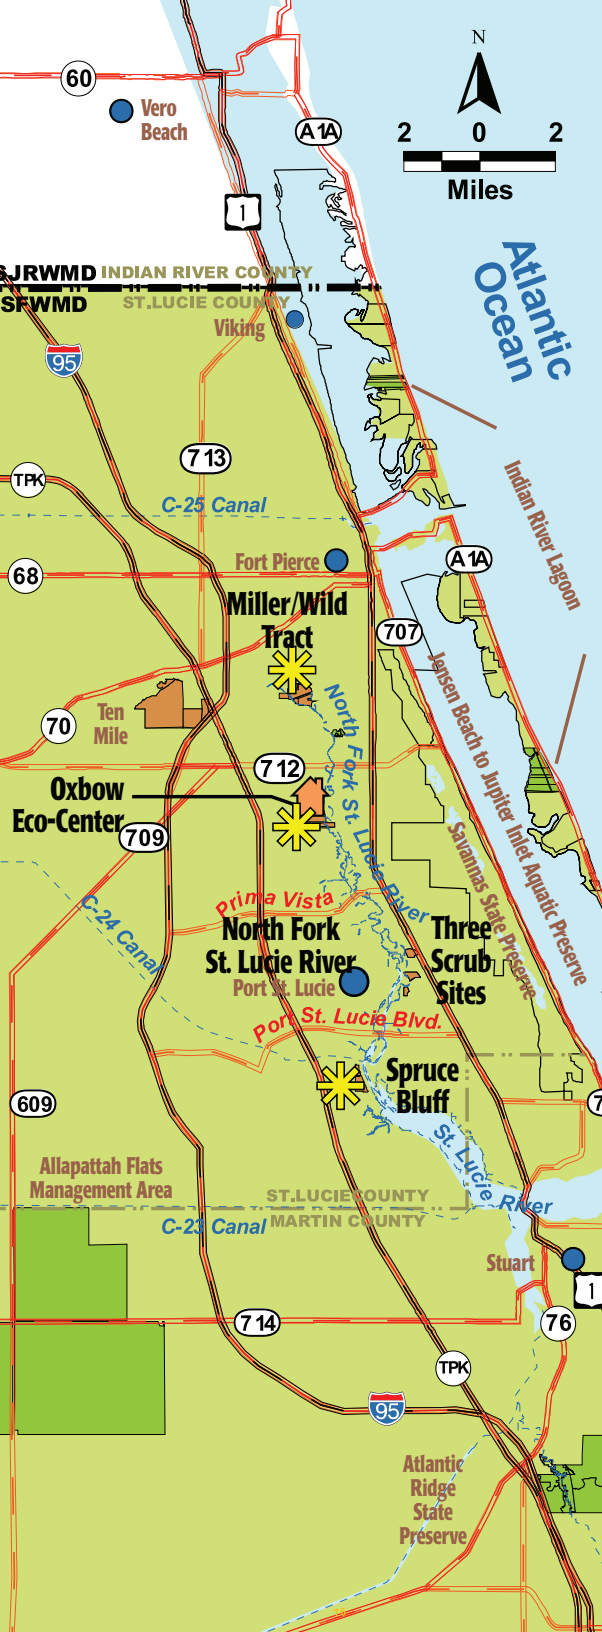 N
60
Vero
Beach
A1A
2 0 2
Miles
1
Atlantic
Ocean
SJRWMD INDIAN RIVER COUNTY
SFWMD ST.LUCIE COUNTY
Viking
95
713
TPK
C-25 Canal
Indian River Lagoon
Fort Pierce
A1A
68
Miller/Wild
Tract
707
Jensen Beach to Jupiter Inlet Aquatic Preserve
North Fork St. Lucie River
Ten
Mile
70
712
Oxbow
Eco-Center
709
Savannas State Preserve
Prima Vista
C-24 Canal
North Fork
St. Lucie River
Port St. Lucie
Three
Scrub
Sites
Port St. Lucie Blvd.
Spruce
Bluff
609
7
St. Lucie River
Allapattah Flats
Management Area
ST.LUCIE COUNTY
C-23 Canal MARTIN COUNTY
Stuart
1
714
76
TPK
95
Atlantic
Ridge
State
Preserve